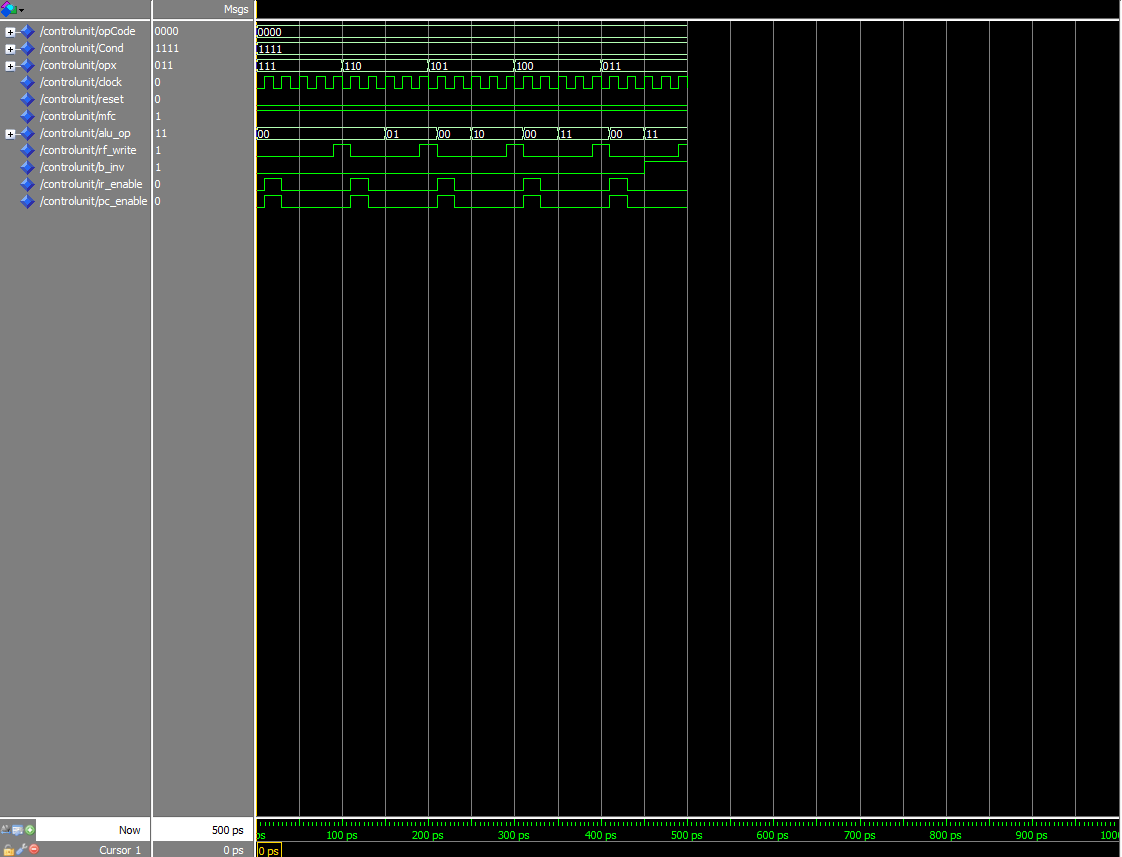 Msgs
/controlunit/opCode 0000 0000
/controlunit/Cond 1111 1111
/controlunit/opx 011 111 110 101 100 011
/controlunit/clock 0
/controlunit/reset 0
/controlunit/mfc 1
/controlunit/alu_op 11 00 01 00 10 00 11 00 11
/controlunit/rf_write 1
/controlunit/b_inv 1
/controlunit/ir_enable 0
/controlunit/pc_enable 0
Now 500 ps ps 100 ps 200 ps 300 ps 400 ps 500 ps 600 ps 700 ps 800 ps 900 ps 1000
Cursor 1 0 ps 0 ps